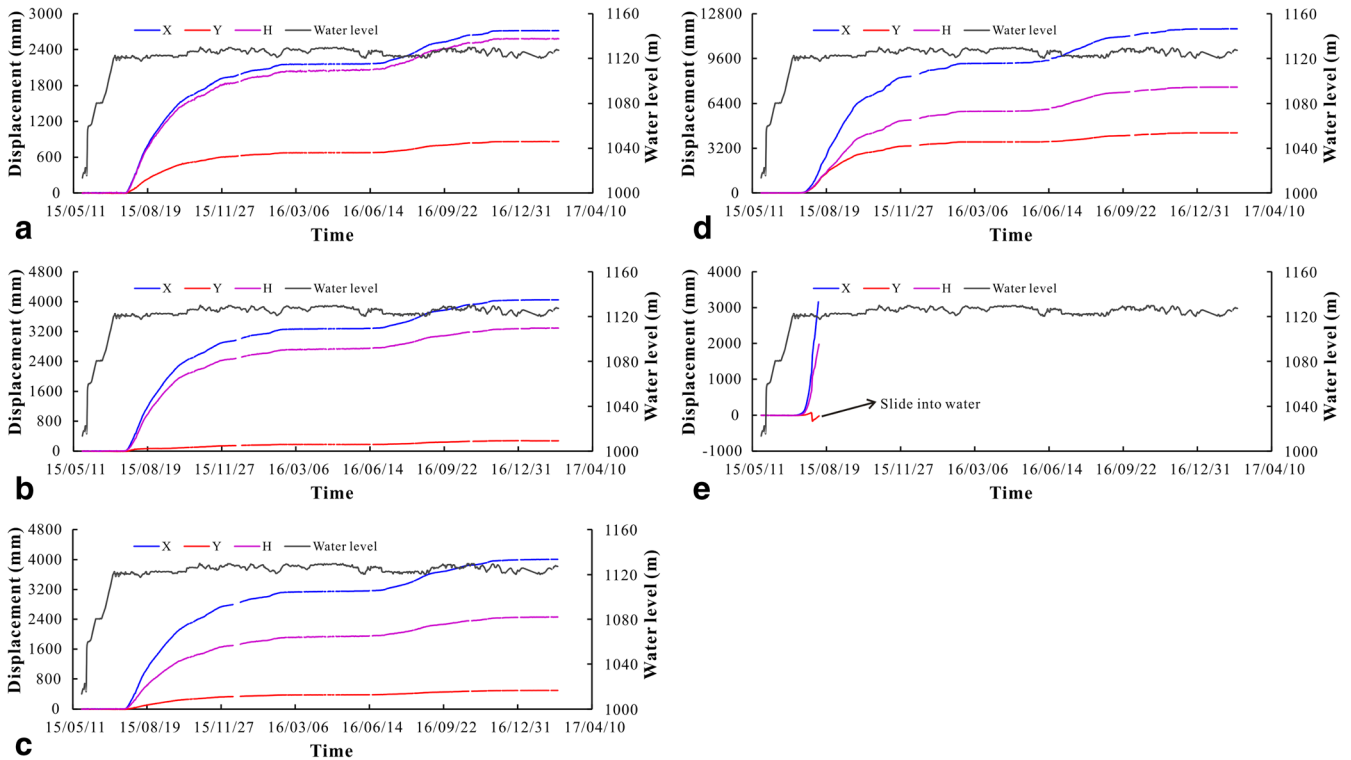 X Y H Water level
Displacement (mm)
3000
2400
1800
1200
600
0
1160
1120
1080
1040
1000
Water level (m)
15/05/11 15/08/19 15/11/27 16/03/06 16/06/14 16/09/22 16/12/31 17/04/10
Time
a
X Y H Water level
Displacement (mm)
12800
9600
6400
3200
0
1160
1120
1080
1040
1000
Water level (m)
15/05/11 15/08/19 15/11/27 16/03/06 16/06/14 16/09/22 16/12/31 17/04/10
Time
d
X Y H Water level
Displacement (mm)
4800
4000
3200
2400
1600
800
0
1160
1120
1080
1040
1000
Water level (m)
15/05/11 15/08/19 15/11/27 16/03/06 16/06/14 16/09/22 16/12/31 17/04/10
Time
b
X Y H Water level
Displacement (mm)
4000
3000
2000
1000
0
-1000
Slide into water
1160
1120
1080
1040
1000
Water level (m)
15/05/11 15/08/19 15/11/27 16/03/06 16/06/14 16/09/22 16/12/31 17/04/10
Time
e
X Y H Water level
Displacement (mm)
4800
4000
3200
2400
1600
800
0
1160
1120
1080
1040
1000
Water level (m)
15/05/11 15/08/19 15/11/27 16/03/06 16/06/14 16/09/22 16/12/31 17/04/10
Time
c